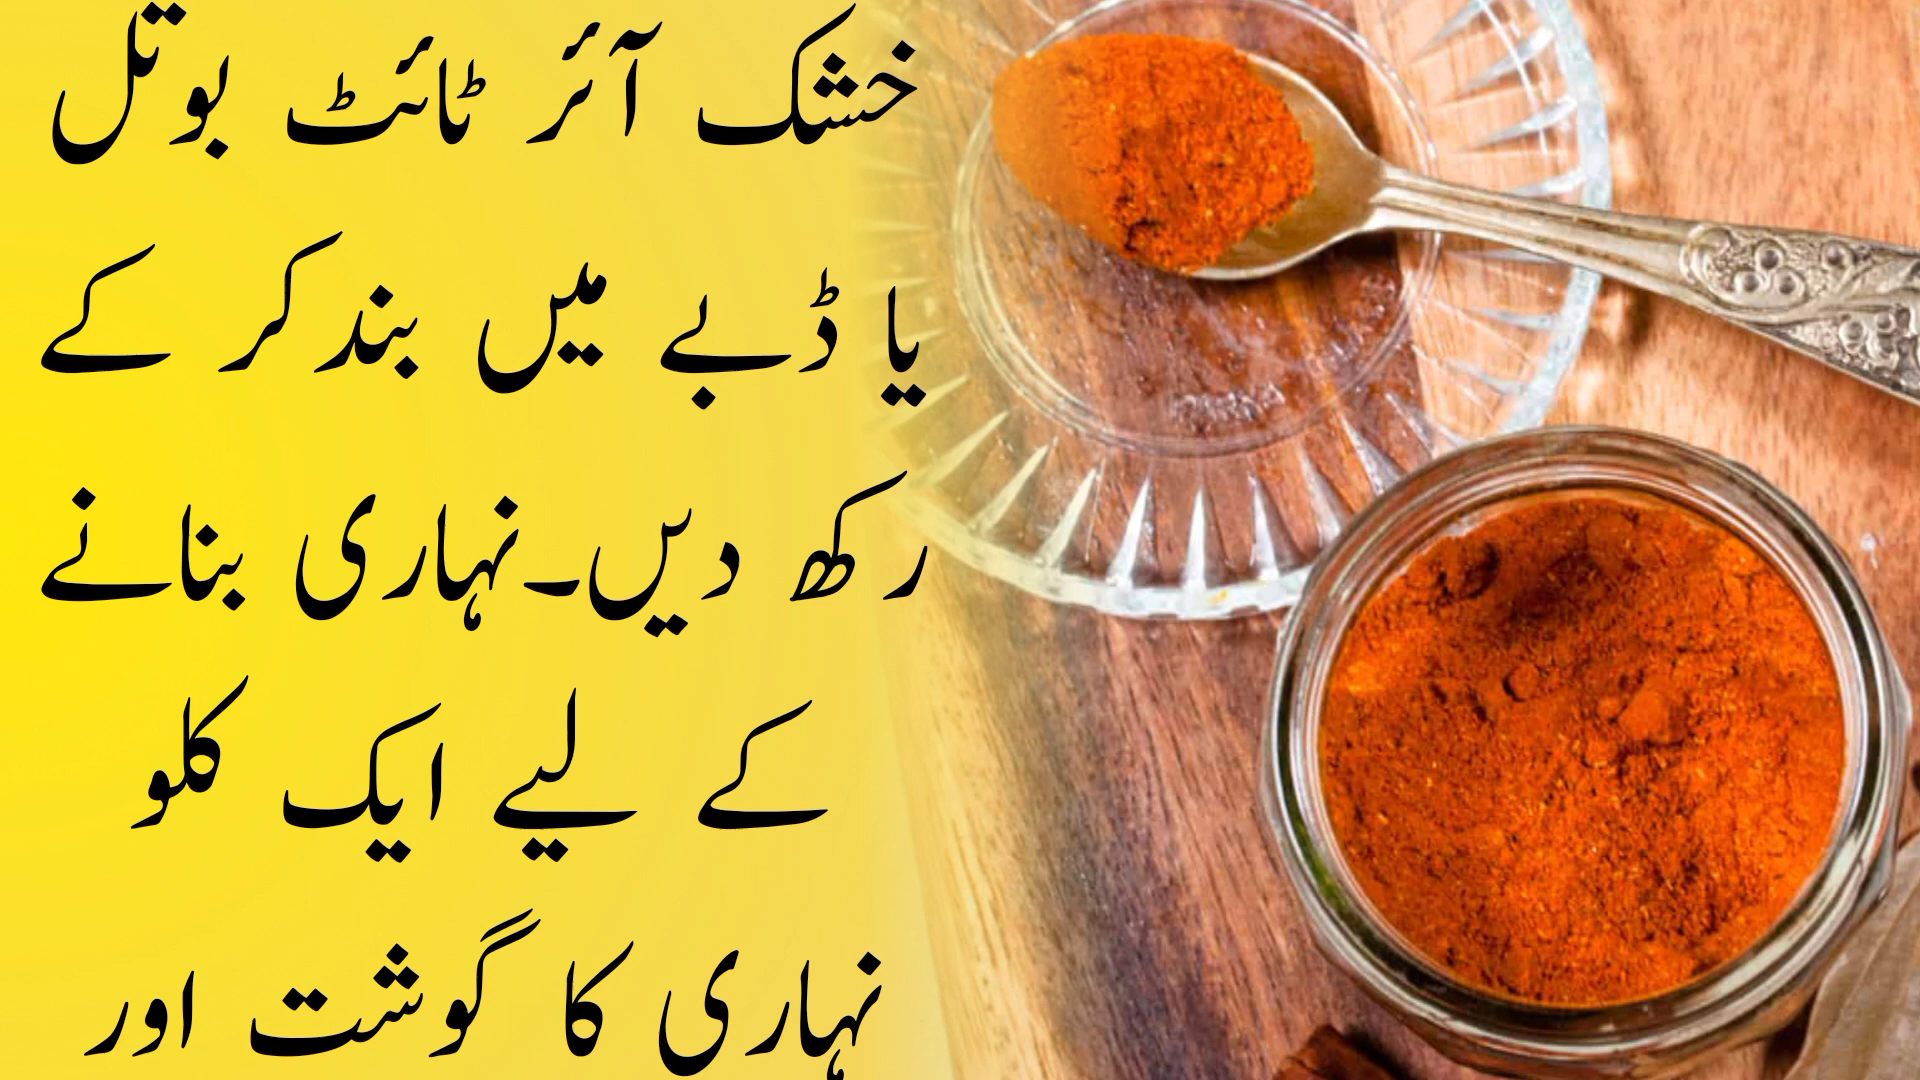 خشک آئر ٹائٹ بوتل
یا ڈبے میں بند کر کے
رکھ دیں۔نہاری بنانے
کے لیے ایک کلو
نہاری کا گوشت اور